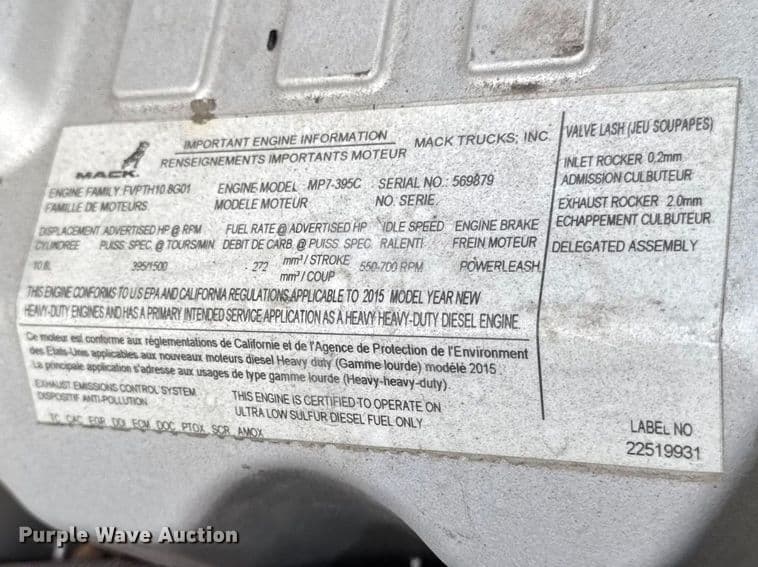 MACK
IMPORTANT ENGINE INFORMATION MACK TRUCKS, INC.
RENSEIGNEMENTS IMPORTANTS MOTEUR
ENGINE FAMILY: FVPTH10.8G01 ENGINE MODEL MP7-395C SERIAL NO.: 569879
FAMILLE DE MOTEURS MODELE MOTEUR NO. SERIE.
DISPLACEMENT ADVERTISED HP @ RPM FUEL RATE @ ADVERTISED HP IDLE SPEED ENGINE BRAKE
CYLINDREE PUISS. SPEC. @ TOURS/MIN DEBIT DE CARB. @ PUISS. SPEC. RALENTI FREIN MOTEUR
10.8L 395/1500 272 mm³ / STROKE 550-700 RPM POWERLEASH
mm³ / COUP
THIS ENGINE CONFORMS TO U.S EPA AND CALIFORNIA REGULATIONS APPLICABLE TO 2015 MODEL YEAR NEW
HEAVY-DUTY ENGINES AND HAS A PRIMARY INTENDED SERVICE APPLICATION AS A HEAVY HEAVY-DUTY DIESEL ENGINE.
Ce moteur est conforme aux règlementations de Californie et de l'Agence de Protection de l'Environment
des Etats-Unis applicables aux nouveaux moteurs diesel Heavy duty (Gamme lourde) modèlé 2015.
La principale application s'adresse aux usages de type gamme lourde (Heavy-heavy-duty).
EXHAUST EMISSIONS CONTROL SYSTEM
DISPOSITIF ANTI-POLLUTION
THIS ENGINE IS CERTIFIED TO OPERATE ON
ULTRA LOW SULFUR DIESEL FUEL ONLY
TC, CAC, EGR, DDI, ECM, DOC, PTOX, SCR, AMOX
VALVE LASH (JEU SOUPAPES)
INLET ROCKER 0.2mm
ADMISSION CULBUTEUR
EXHAUST ROCKER 2.0mm
ECHAPPEMENT CULBUTEUR
DELEGATED ASSEMBLY
LABEL NO
22519931
Purple Wave Auction